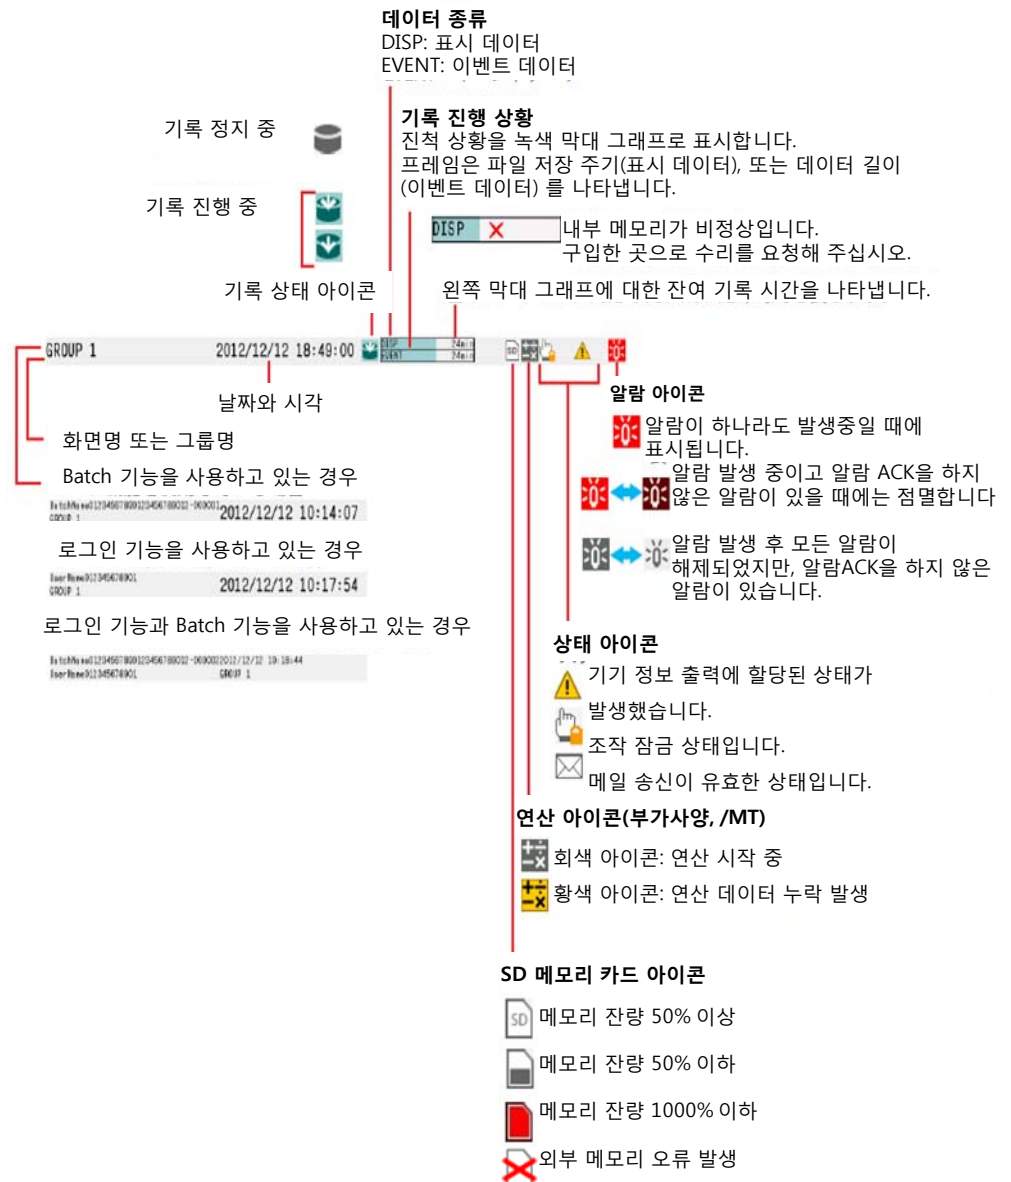 데이터 종류
DISP: 표시 데이터
EVENT: 이벤트 데이터
기록 진행 상황
진척 상황을 녹색 막대 그래프로 표시합니다.
프레임은 파일 저장 주기(표시 데이터), 또는 데이터 길이
(이벤트 데이터) 를 나타냅니다.
기록 정지 중
기록 진행 중
DISP
내부 메모리가 비정상입니다.
구입한 곳으로 수리를 요청해 주십시오.
기록 상태 아이콘
왼쪽 막대 그래프에 대한 잔여 기록 시간을 나타냅니다.
GROUP 1 2012/12/12 18:49:00
DISP 24min
EVENT 24min
SD
날짜와 시각
화면명 또는 그룹명
Batch 기능을 사용하고 있는 경우
2012/12/12 10:14:07
GROUP 1
로그인 기능을 사용하고 있는 경우
UserName012345678901
GROUP 1
2012/12/12 10:17:54
로그인 기능과 Batch 기능을 사용하고 있는 경우
2012/12/12 10:18:44
UserName012345678901 GROUP 1
알람 아이콘
알람이 하나라도 발생중일 때에
표시됩니다.
알람 발생 중이고 알람 ACK을 하지
않은 알람이 있을 때에는 점멸합니다
알람 발생 후 모든 알람이
해제되었지만, 알람ACK을 하지 않은
알람이 있습니다.
상태 아이콘
기기 정보 출력에 할당된 상태가
발생했습니다.
조작 잠금 상태입니다.
메일 송신이 유효한 상태입니다.
연산 아이콘(부가사양, /MT)
회색 아이콘: 연산 시작 중
황색 아이콘: 연산 데이터 누락 발생
SD 메모리 카드 아이콘
SD 메모리 잔량 50% 이상
메모리 잔량 50% 이하
메모리 잔량 1000% 이하
외부 메모리 오류 발생